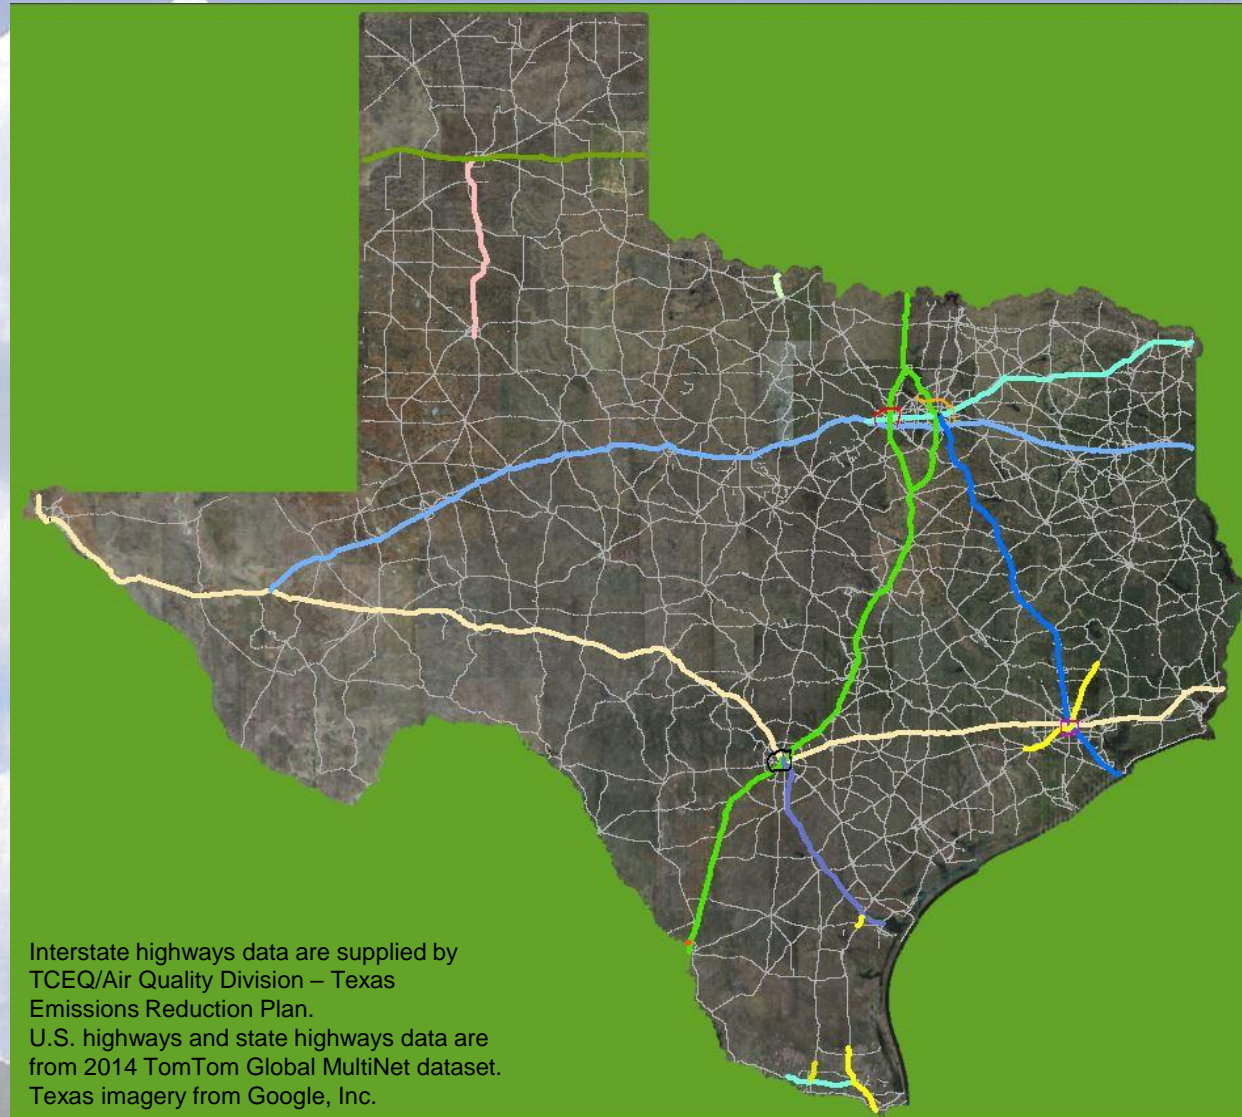 Interstate highways data are supplied by
TCEQ/Air Quality Division – Texas
Emissions Reduction Plan.
U.S. highways and state highways data are
from 2014 TomTom Global MultiNet dataset.
Texas imagery from Google, Inc.